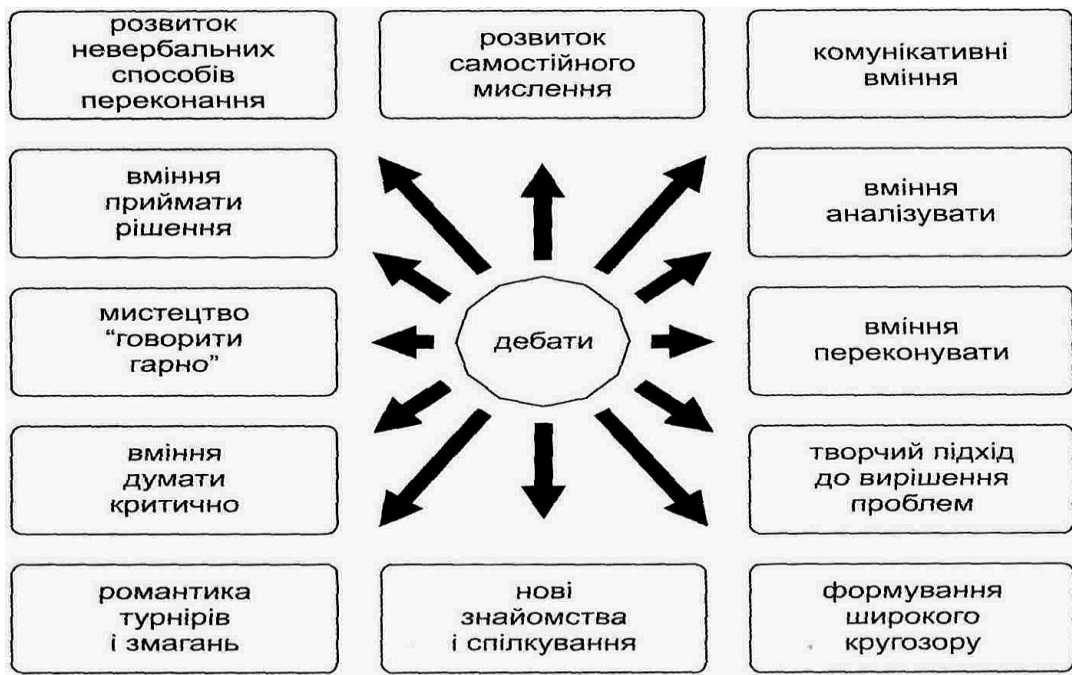 розвиток
невербальних
способів
переконання
розвиток
самостійного
мислення
комунікативні
вміння
вміння
приймати
рішення
вміння
аналізувати
мистецтво
“говорити
гарно”
дебати
вміння
переконувати
вміння
думати
критично
творчий підхід
до вирішення
проблем
романтика
турнірів
і змагань
нові
знайомства
і спілкування
формування
широкого
кругозору